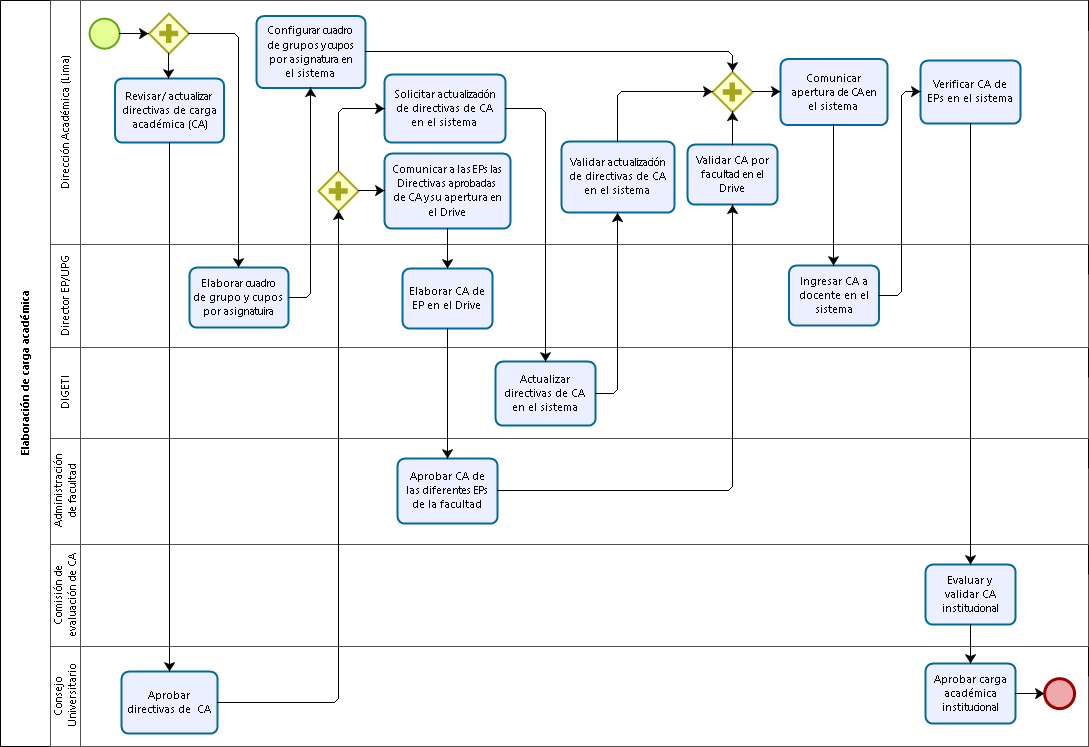 Elaboración de carga académica
Dirección Académica (Lima)
Revisar/ actualizar
directivas de carga
académica (CA)
Configurar cuadro
de grupos y cupos
por asignatura en
el sistema
Solicitar actualización
de directivas de CA
en el sistema
Comunicar a las EPs las
Directivas aprobadas
de CA y su apertura en
el Drive
Validar actualización
de directivas de CA
en el sistema
Validar CA por
facultad en el
Drive
Comunicar
apertura de CA en
el sistema
Verificar CA de
EPs en el sistema
Director EP/UPG
Elaborar cuadro
de grupo y cupos
por asignatuira
Elaborar CA de
EP en el Drive
Ingresar CA a
docente en el
sistema
DIGETI
Actualizar
directivas de CA
en el sistema
Administración
de facultad
Aprobar CA de
las diferentes EPs
de la facultad
Comisión de
evaluación de CA
Evaluar y
validar CA
institucional
Consejo
Universitario
Aprobar
directivas de CA
Aprobar carga
académica
institucional